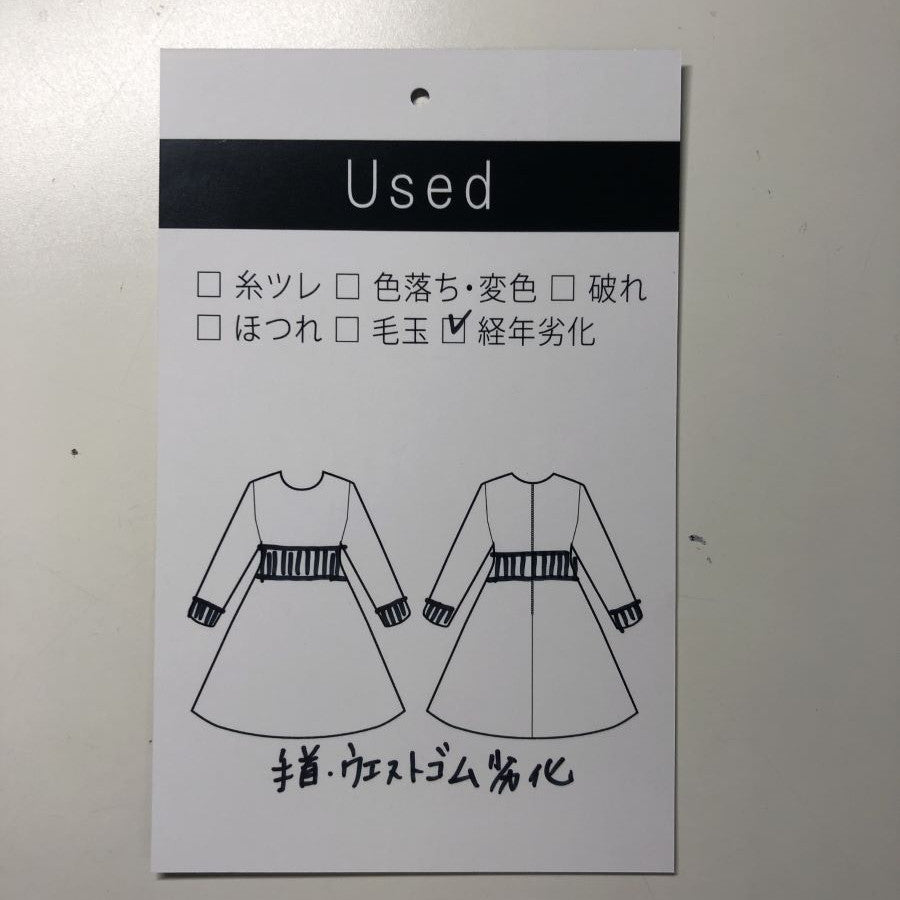 Used
□ 糸ツレ □ 色落ち・変色 □ 破れ
□ ほつれ □ 毛玉 ☑ 経年劣化
手首・ウエストゴム劣化